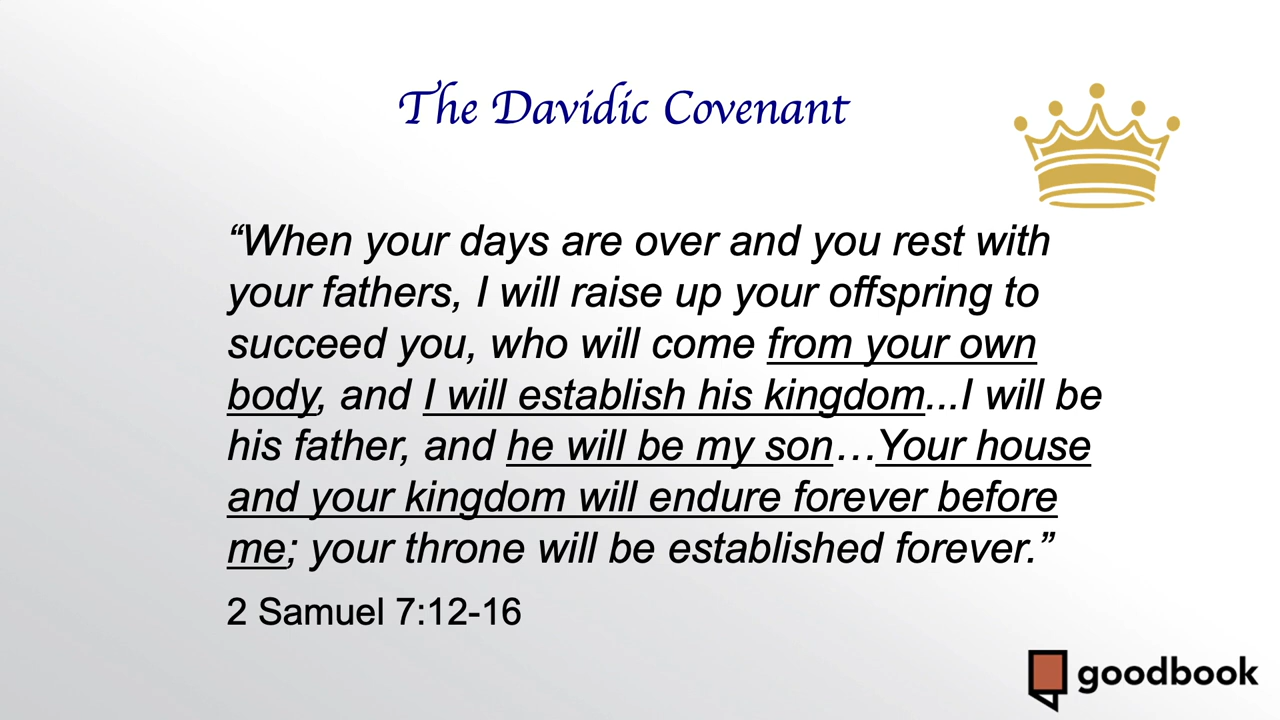 The Davidic Covenant
“When your days are over and you rest with
your fathers, I will raise up your offspring to
succeed you, who will come from your own
body, and I will establish his kingdom...I will be
his father, and he will be my son…Your house
and your kingdom will endure forever before
me; your throne will be established forever.”
2 Samuel 7:12-16
goodbook